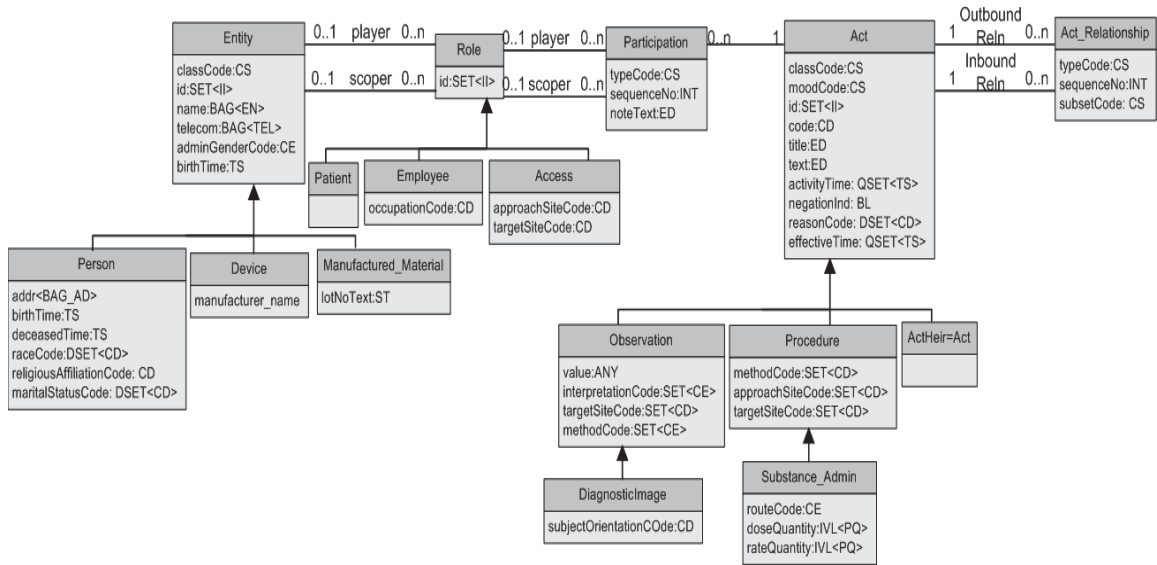 Entity
classCode:CS
id:SET<II>
name:BAG<EN>
telecom:BAG<TEL>
adminGenderCode:CE
birthTime:TS
0..1 player 0..n
0..1 scoper 0..n
Role
id:SET<II>
0..1 player 0..n
0..1 scoper 0..n
Participation
typeCode:CS
sequenceNo:INT
noteText:ED
0..n 1
Act
classCode:CS
moodCode:CS
id:SET<II>
code:CD
title:ED
text:ED
activityTime: QSET<TS>
negationInd: BL
reasonCode: DSET<CD>
effectiveTime: QSET<TS>
Outbound
1 Reln 0..n
Inbound
1 Reln 0..n
Act_Relationship
typeCode:CS
sequenceNo:INT
subsetCode: CS
Patient
Employee
occupationCode:CD
Access
approachSiteCode:CD
targetSiteCode:CD
Person
addr<BAG_AD>
birthTime:TS
deceasedTime:TS
raceCode:DSET<CD>
religiousAffiliationCode: CD
maritalStatusCode: DSET<CD>
Device
manufacturer_name
Manufactured_Material
lotNoText:ST
Observation
value:ANY
interpretationCode:SET<CE>
targetSiteCode:SET<CD>
methodCode:SET<CE>
Procedure
methodCode:SET<CD>
approachSiteCode:SET<CD>
targetSiteCode:SET<CD>
ActHeir=Act
DiagnosticImage
subjectOrientationCOde:CD
Substance_Admin
routeCode:CE
doseQuantity:IVL<PQ>
rateQuantity:IVL<PQ>